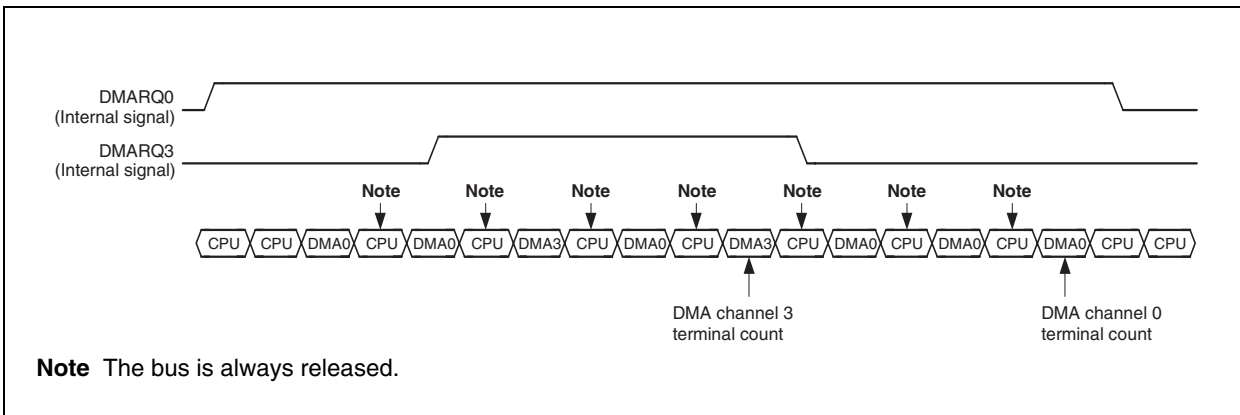 DMARQ0
(Internal signal)
DMARQ3
(Internal signal)
Note Note Note Note Note Note Note
CPU CPU DMA0 CPU DMA0 CPU DMA3 CPU DMA0 CPU DMA3 CPU DMA0 CPU DMA0 CPU DMA0 CPU CPU
DMA channel 3
terminal count
DMA channel 0
terminal count
Note The bus is always released.